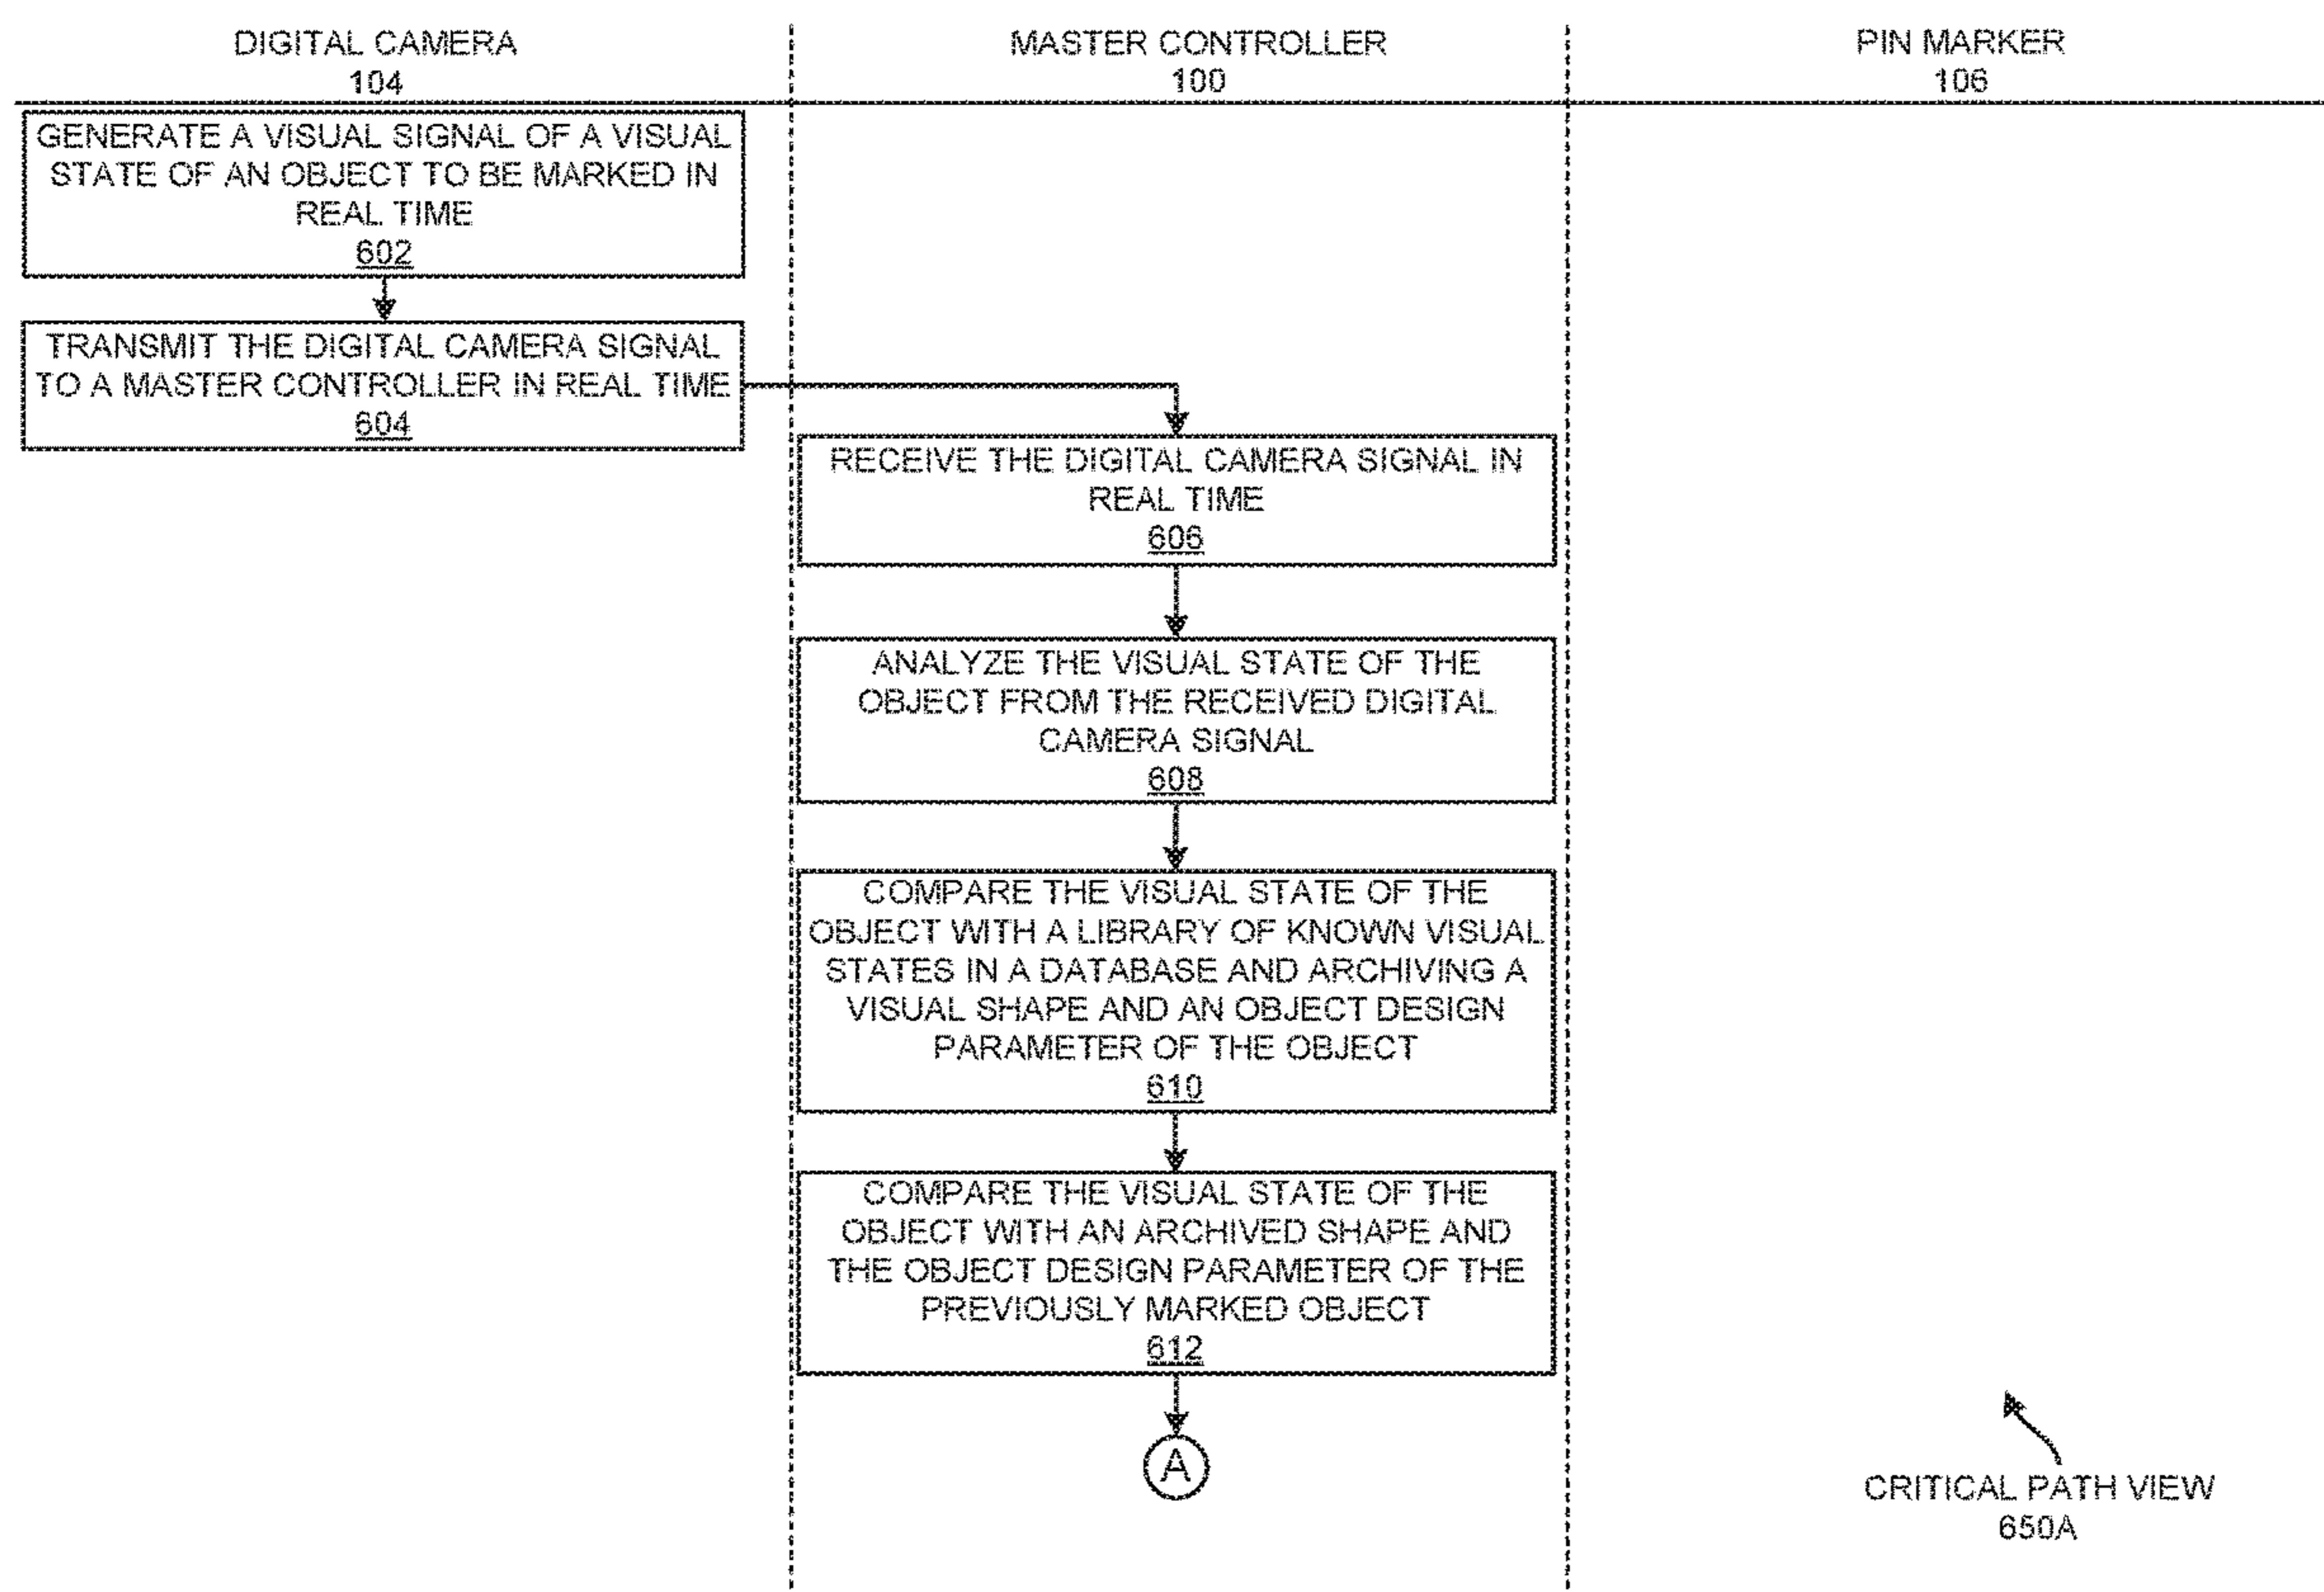 DIGITAL CAMERA
104
MASTER CONTROLLER
100
PIN MARKER
106
GENERATE A VISUAL SIGNAL OF A VISUAL
STATE OF AN OBJECT TO BE MARKED IN
REAL TIME
602
TRANSMIT THE DIGITAL CAMERA SIGNAL
TO A MASTER CONTROLLER IN REAL TIME
604
RECEIVE THE DIGITAL CAMERA SIGNAL IN
REAL TIME
606
ANALYZE THE VISUAL STATE OF THE
OBJECT FROM THE RECEIVED DIGITAL
CAMERA SIGNAL
608
COMPARE THE VISUAL STATE OF THE
OBJECT WITH A LIBRARY OF KNOWN VISUAL
STATES IN A DATABASE AND ARCHIVING A
VISUAL SHAPE AND AN OBJECT DESIGN
PARAMETER OF THE OBJECT
610
COMPARE THE VISUAL STATE OF THE
OBJECT WITH AN ARCHIVED SHAPE AND
THE OBJECT DESIGN PARAMETER OF THE
PREVIOUSLY MARKED OBJECT
612
A
CRITICAL PATH VIEW
650A